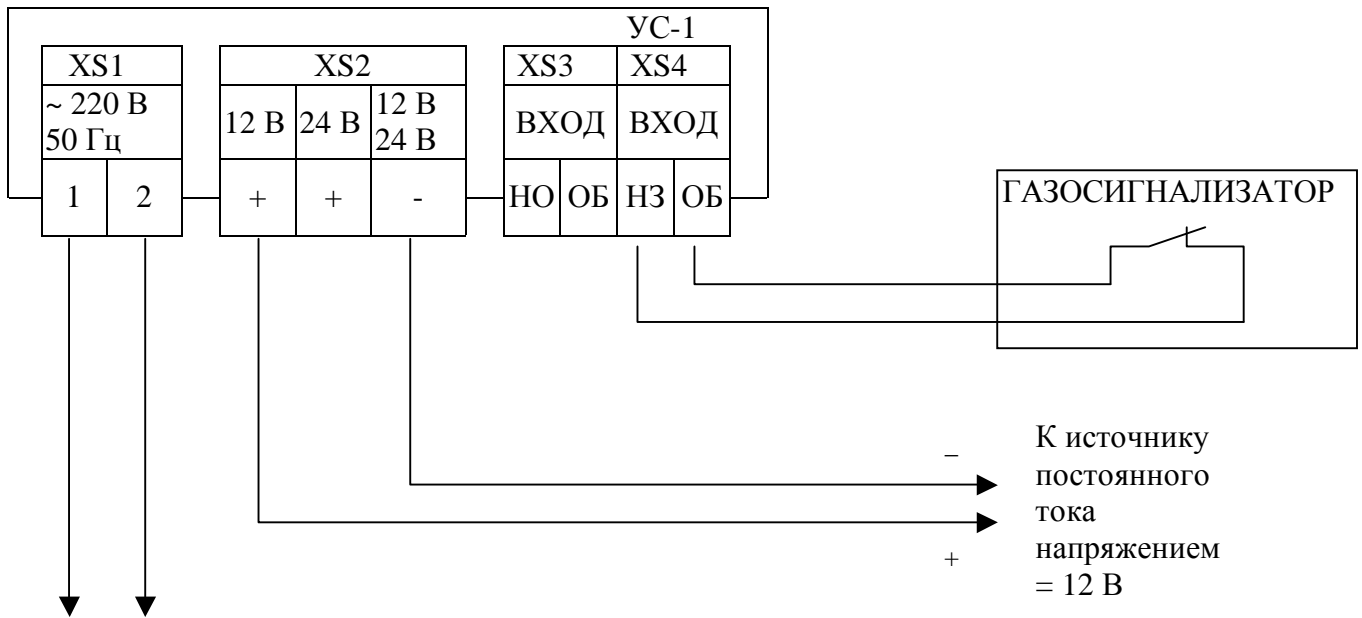 УС-1
XS1
XS2
XS3
XS4
~ 220 В
50 Гц
12 В
24 В
12 В
24 В
ВХОД
ВХОД
1
2
+
+
-
НО
ОБ
НЗ
ОБ
ГАЗОСИГНАЛИЗАТОР
–
+
К источнику
постоянного
тока
напряжением
= 12 В